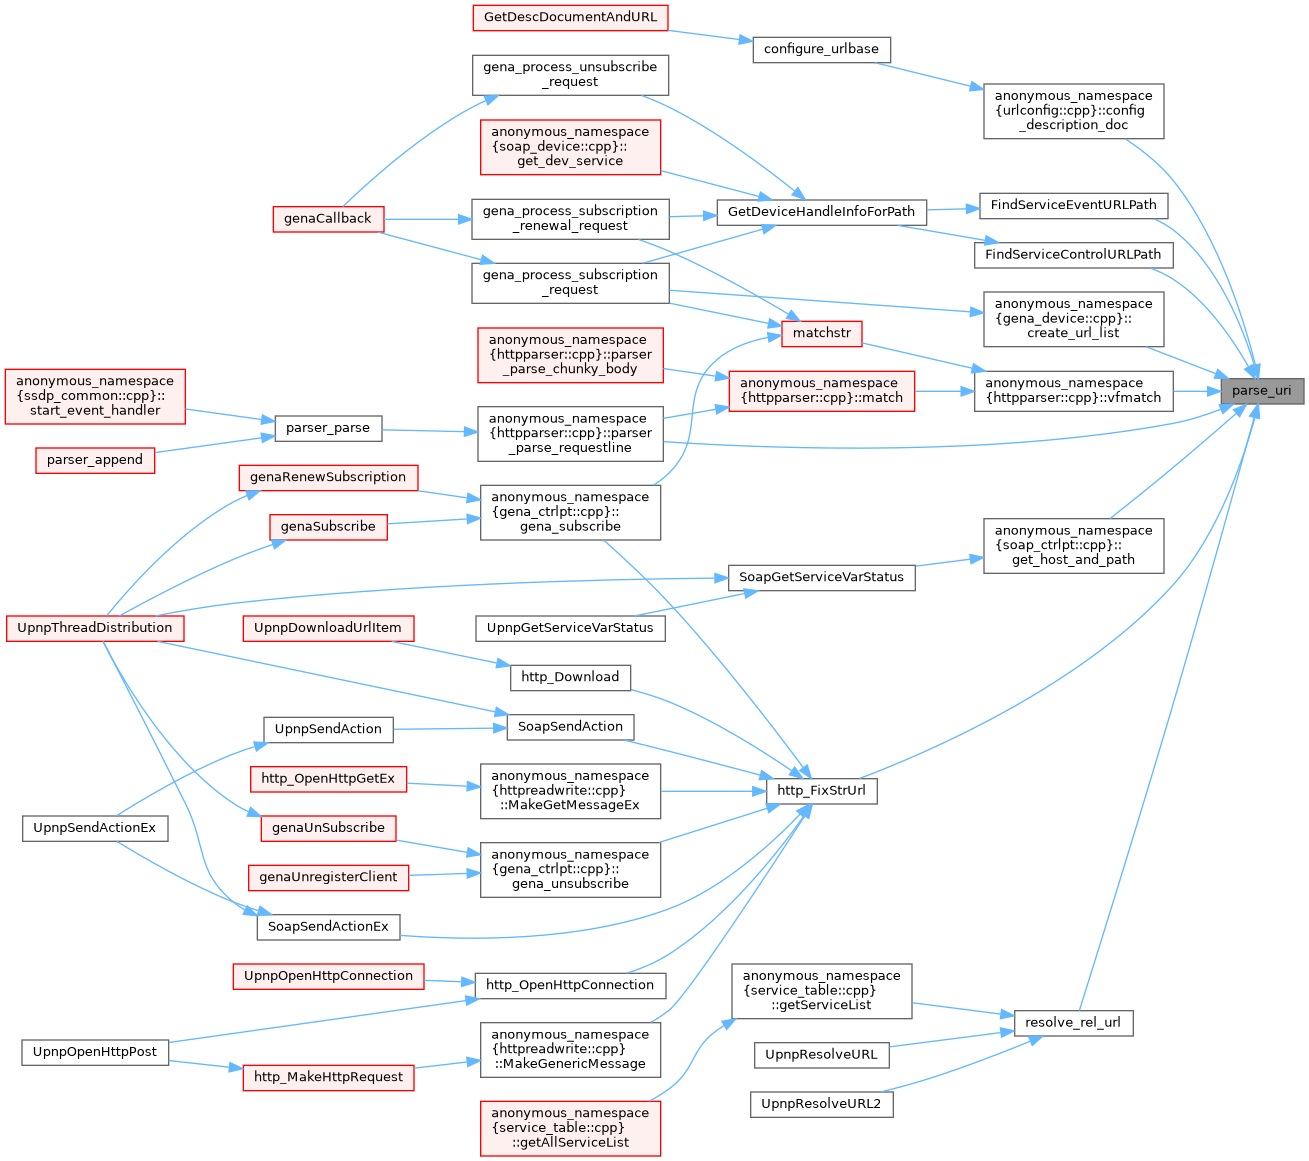 GetDescDocumentAndURL
configure_urlbase
gena_process_unsubscribe
_request
anonymous_namespace
{urlconfig::cpp}::config
_description_doc
anonymous_namespace
{soap_device::cpp}::
get_dev_service
genaCallback
gena_process_subscription
_renewal_request
GetDeviceHandleInfoForPath
FindServiceEventURLPath
FindServiceControlURLPath
gena_process_subscription
_request
anonymous_namespace
{gena_device::cpp}::
create_url_list
matchstr
anonymous_namespace
{httpparser::cpp}::parser
_parse_chunky_body
anonymous_namespace
{ssdp_common::cpp}::
start_event_handler
anonymous_namespace
{httpparser::cpp}::match
anonymous_namespace
{httpparser::cpp}::vfmatch
parse_uri
parser_parse
anonymous_namespace
{httpparser::cpp}::parser
_parse_requestline
parser_append
genaRenewSubscription
anonymous_namespace
{gena_ctrlpt::cpp}::
gena_subscribe
genaSubscribe
anonymous_namespace
{soap_ctrlpt::cpp}::
get_host_and_path
SoapGetServiceVarStatus
UpnpThreadDistribution
UpnpDownloadUrlItem
UpnpGetServiceVarStatus
http_Download
UpnpSendAction
SoapSendAction
http_OpenHttpGetEx
anonymous_namespace
{httpreadwrite::cpp}
::MakeGetMessageEx
http_FixStrUrl
UpnpSendActionEx
genaUnSubscribe
anonymous_namespace
{gena_ctrlpt::cpp}::
gena_unsubscribe
genaUnregisterClient
SoapSendActionEx
UpnpOpenHttpConnection
http_OpenHttpConnection
anonymous_namespace
{service_table::cpp}
::getServiceList
resolve_rel_url
UpnpOpenHttpPost
anonymous_namespace
{httpreadwrite::cpp}
::MakeGenericMessage
UpnpResolveURL
http_MakeHttpRequest
UpnpResolveURL2
anonymous_namespace
{service_table::cpp}
::getAllServiceList